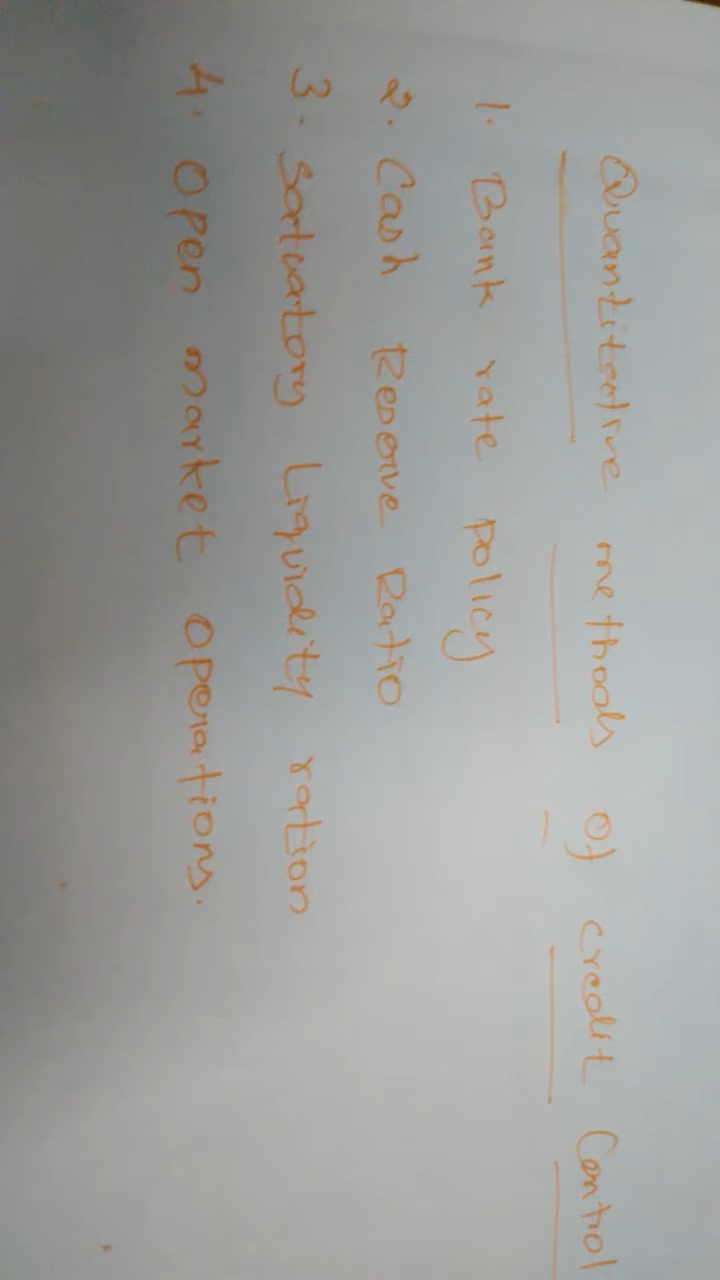 Quantitative methods of credit Control
1. Bank rate policy
2. Cash Reserve Ratio
3. Satuatory Liquidity ration
4. Open market operations.